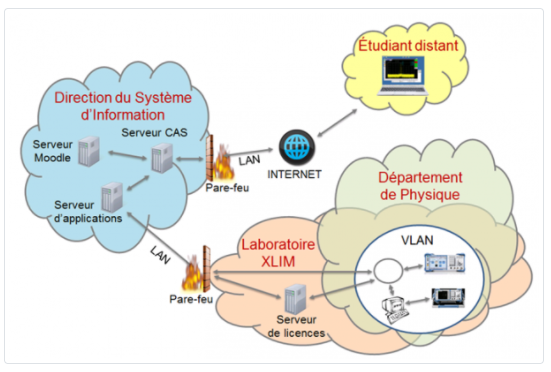 Étudiant distant
Direction du Système
d'Information
Serveur CAS
Serveur
Moodle
LAN
INTERNET
Pare-feu
Serveur
d'applications
Département
de Physique
LAN
Laboratoire
XLIM
VLAN
Pare-feu
Serveur
de licences